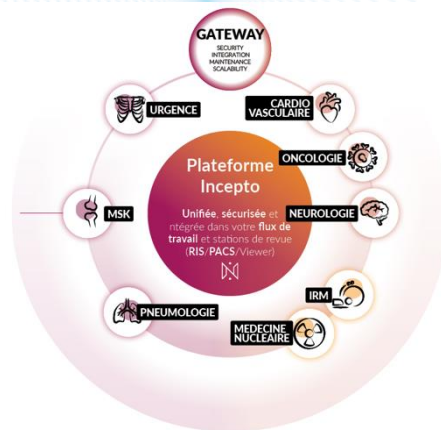 GATEWAY
SECURITY
INTEGRATION
MAINTENANCE
SCALABILITY
URGENCE
CARDIO
VASCULAIRE
ONCOLOGIE
Plateforme
Incepto
MSK
NEUROLOGIE
Unifiée, sécurisée et
ntégrée dans votre flux de
travail et stations de revue
(RIS/PACS/Viewer)
IRM
PNEUMOLOGIE
MEDECINE
NUCLEAIRE